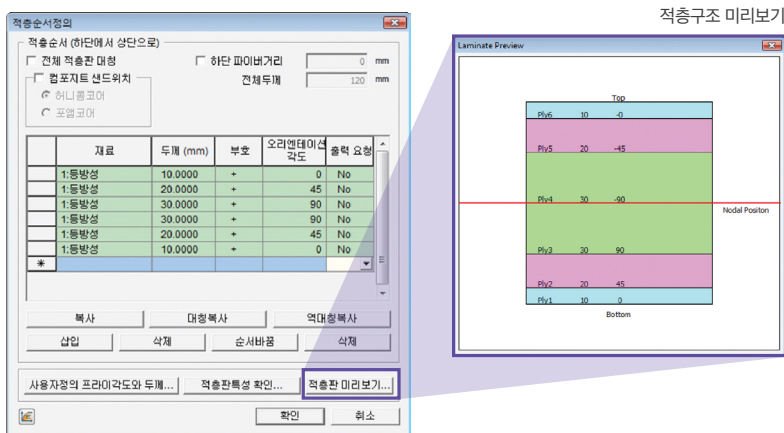 적층구조 미리보기
적층순서정의
적층순서 (하단에서 상단으로)
전체 적층판 대칭
하단 파이버거리 0 mm
컴포지트 샌드위치
전체두께 120 mm
허니콤코어
포앰코어
재료 두께 (mm) 부호 오리엔테이션 각도 출력 요청
1:등방성 10.0000 + 0 No
1:등방성 20.0000 + 45 No
1:등방성 30.0000 + 90 No
1:등방성 30.0000 + 90 No
1:등방성 20.0000 + 45 No
1:등방성 10.0000 + 0 No
*
복사 대칭복사 역대칭복사
삽입 삭제 순서바꿈 삭제
사용자정의 프라이각도와 두께... 적층판특성 확인... 적층판 미리보기...
확인 취소
Laminate Preview
Top
Ply6 10 -0
Ply5 20 -45
Ply4 30 -90
Nodal Positon
Ply3 30 90
Ply2 20 45
Ply1 10 0
Bottom